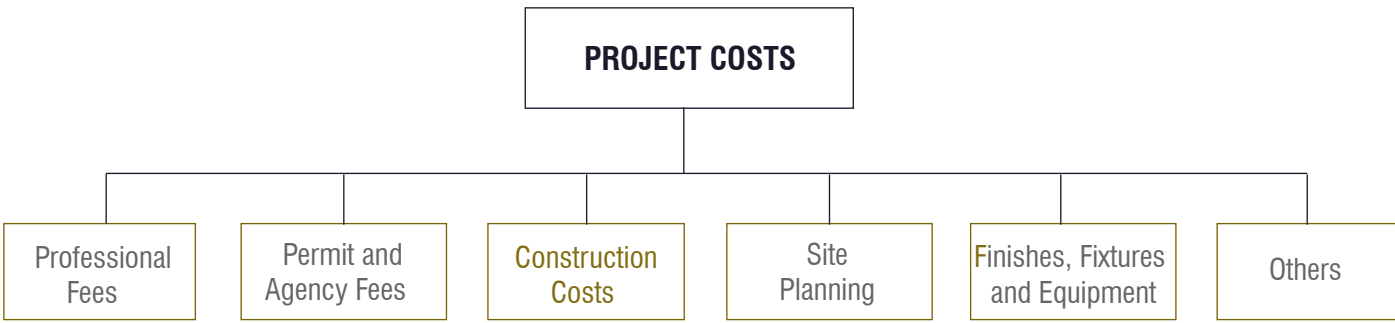 PROJECT COSTS
Professional
Fees
Permit and
Agency Fees
Construction
Costs
Site
Planning
Finishes, Fixtures
and Equipment
Others